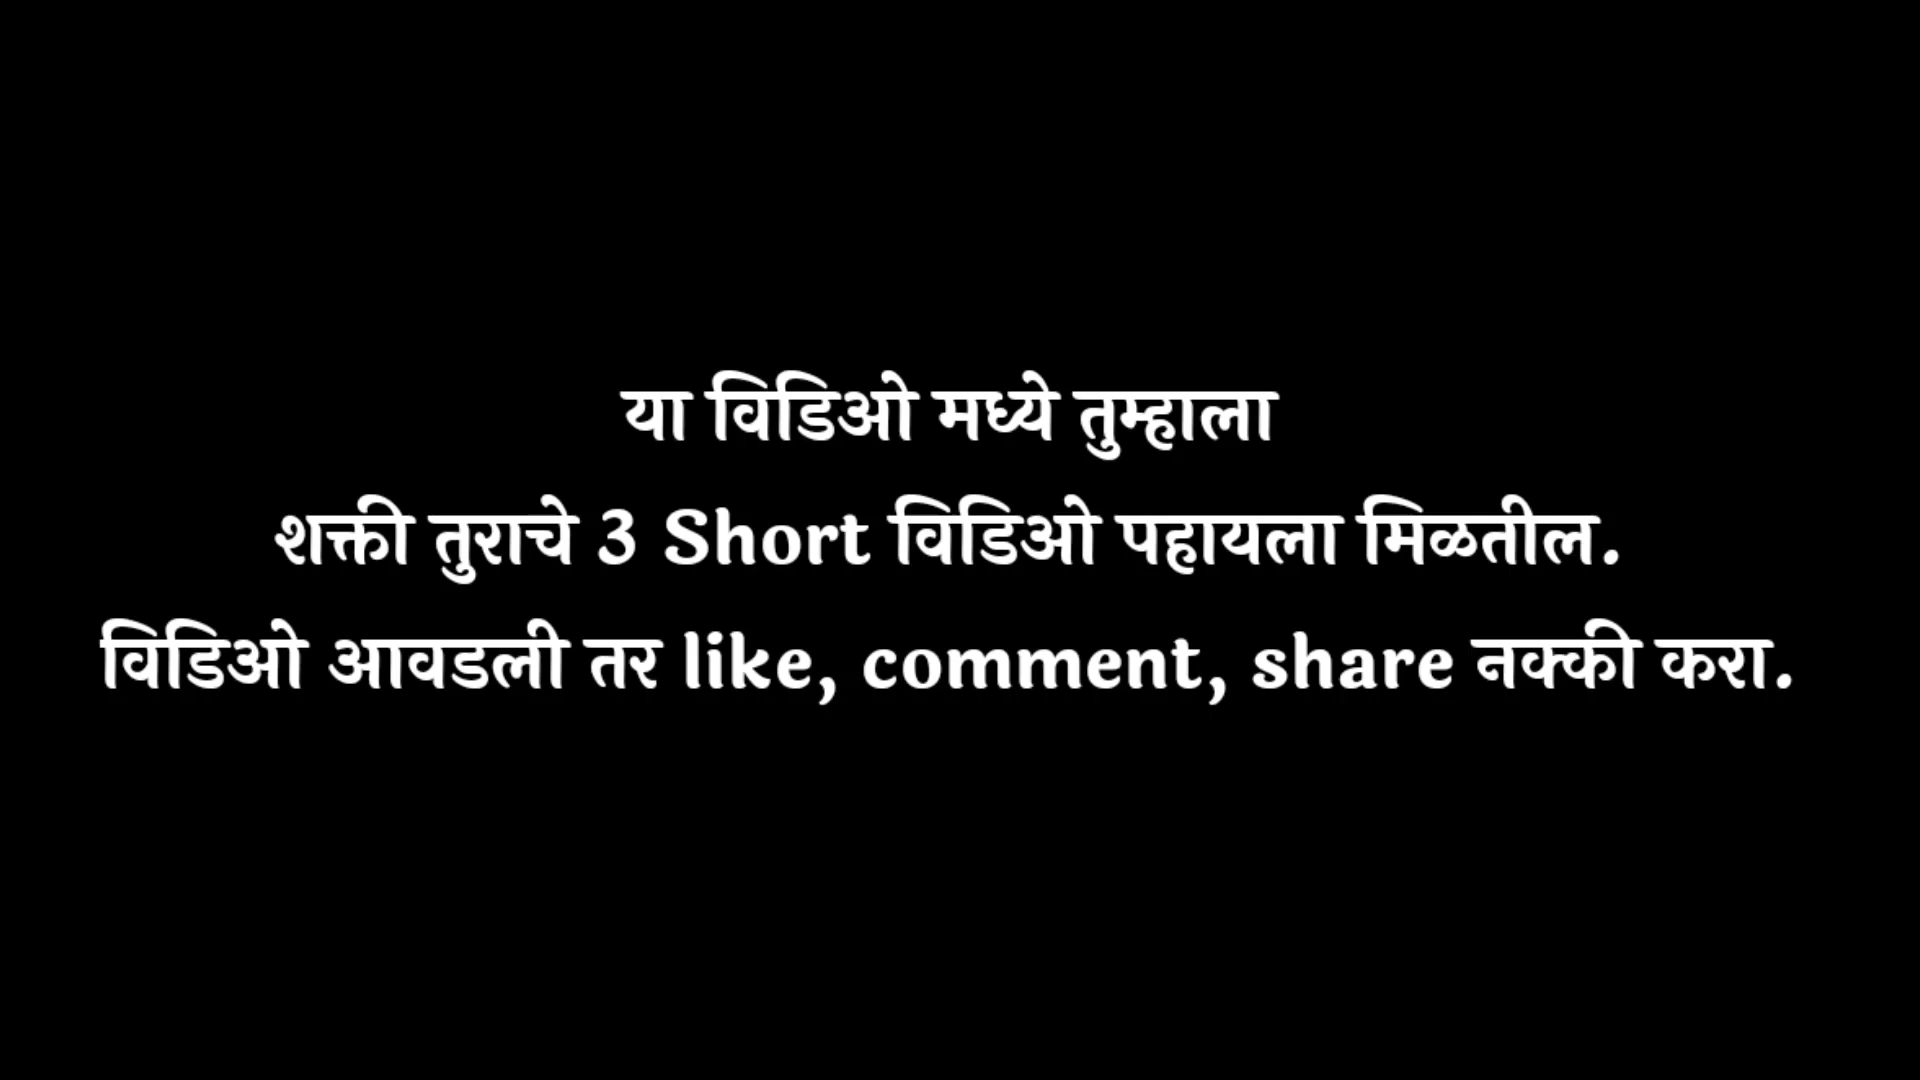 या विडिओ मध्ये तुम्हाला
शक्ती तुराचे 3 Short विडिओ पहायला मिळतील.
विडिओ आवडली तर like, comment, share नक्की करा.